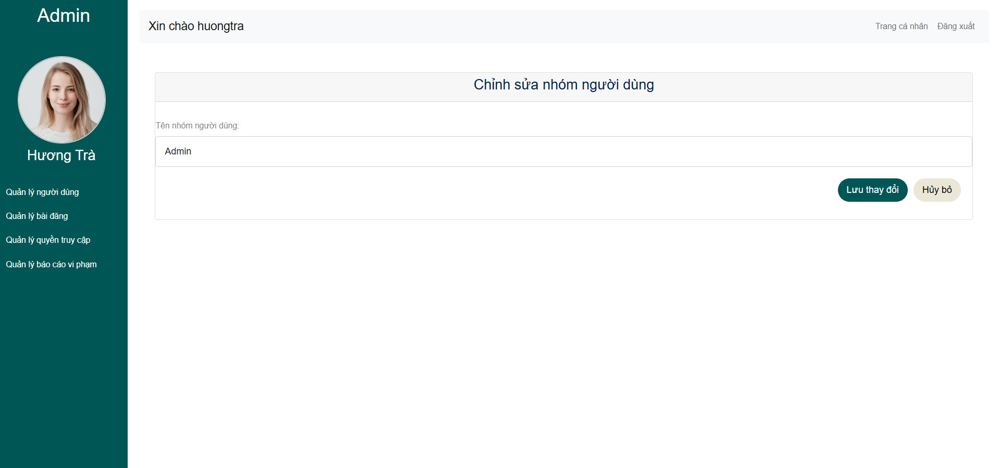 Admin
Hương Trà
Quản lý người dùng
Quản lý bài đăng
Quản lý quyền truy cập
Quản lý báo cáo vi phạm
Xin chào huongtra
Trang cá nhân Đăng xuất
Chỉnh sửa nhóm người dùng
Tên nhóm người dùng:
Admin
Lưu thay đổi Hủy bỏ